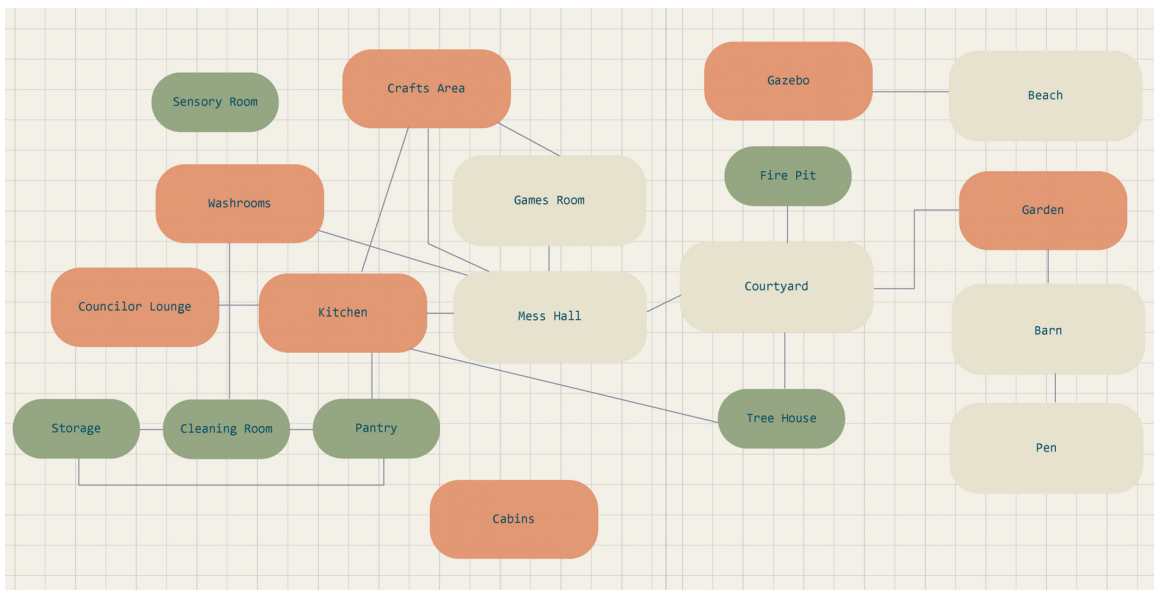 Sensory Room
Crafts Area
Gazebo
Beach
Fire Pit
Washrooms
Games Room
Garden
Councilor Lounge
Kitchen
Mess Hall
Courtyard
Barn
Storage
Cleaning Room
Pantry
Tree House
Pen
Cabins